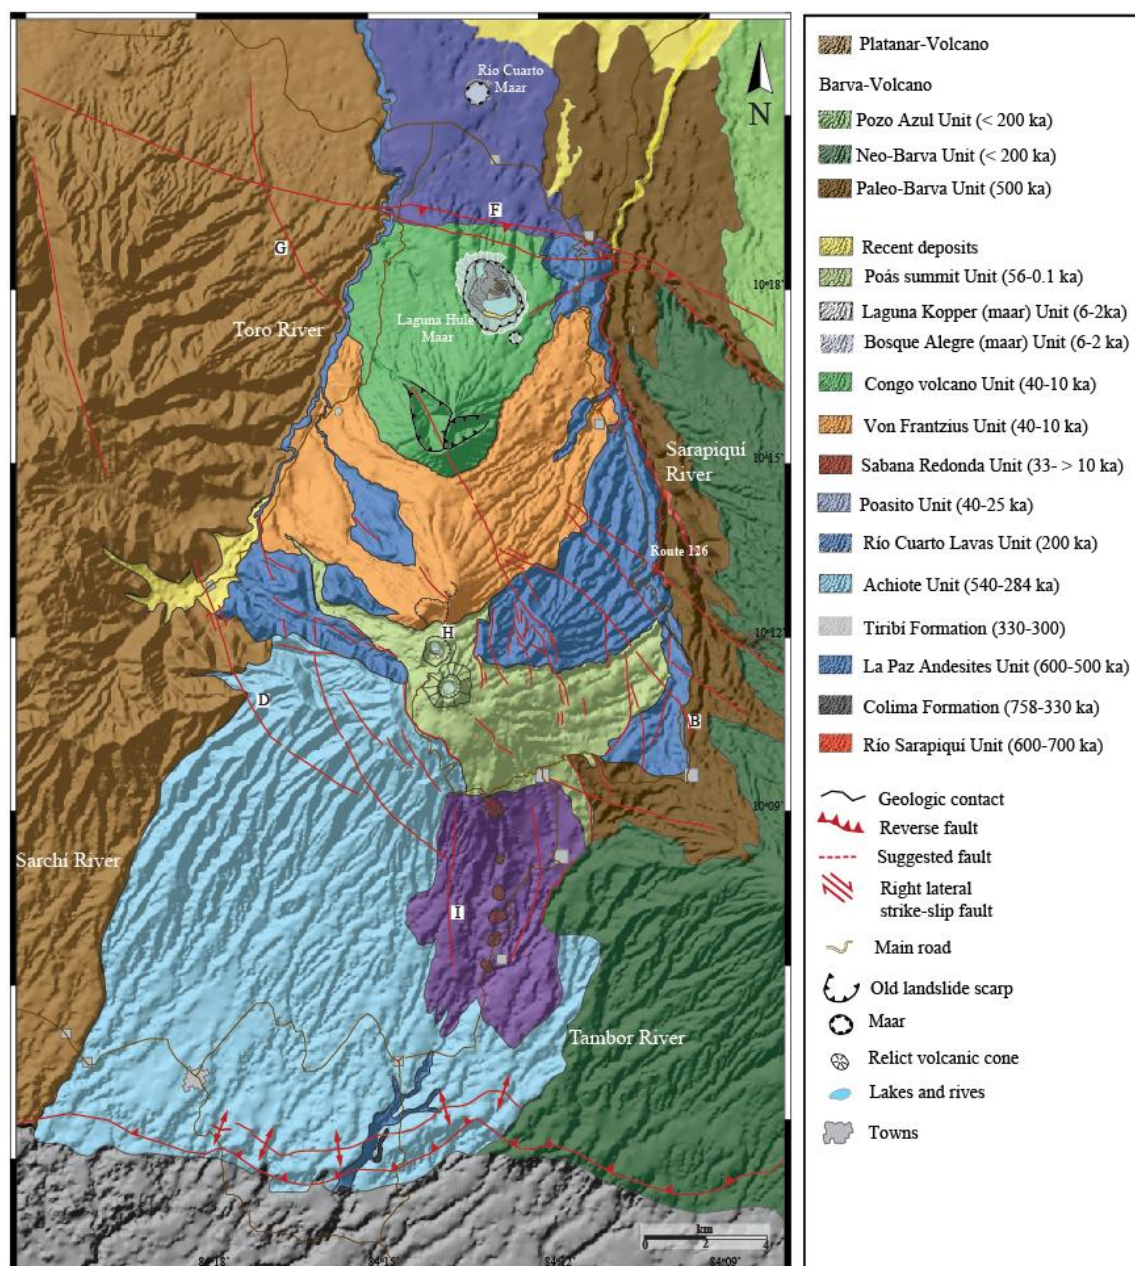 Río Cuarto
Maar
N
F
G
10°18'
Toro River
Laguna Hule
Maar
10°15'
Sarapiquí
River
Route 126
10°12'
H
D
B
10°09'
Sarchí River
I
Tambor River
km
0 2 4
84°18'
84°15'
84°12'
84°09'
Platanar-Volcano
Barva-Volcano
Pozo Azul Unit (< 200 ka)
Neo-Barva Unit (< 200 ka)
Paleo-Barva Unit (500 ka)
Recent deposits
Poás summit Unit (56-0.1 ka)
Laguna Kopper (maar) Unit (6-2ka)
Bosque Alegre (maar) Unit (6-2 ka)
Congo volcano Unit (40-10 ka)
Von Frantzius Unit (40-10 ka)
Sabana Redonda Unit (33- > 10 ka)
Poasito Unit (40-25 ka)
Río Cuarto Lavas Unit (200 ka)
Achiote Unit (540-284 ka)
Tiribí Formation (330-300)
La Paz Andesites Unit (600-500 ka)
Colima Formation (758-330 ka)
Río Sarapiquí Unit (600-700 ka)
Geologic contact
Reverse fault
Suggested fault
Right lateral
strike-slip fault
Main road
Old landslide scarp
Maar
Relict volcanic cone
Lakes and rives
Towns